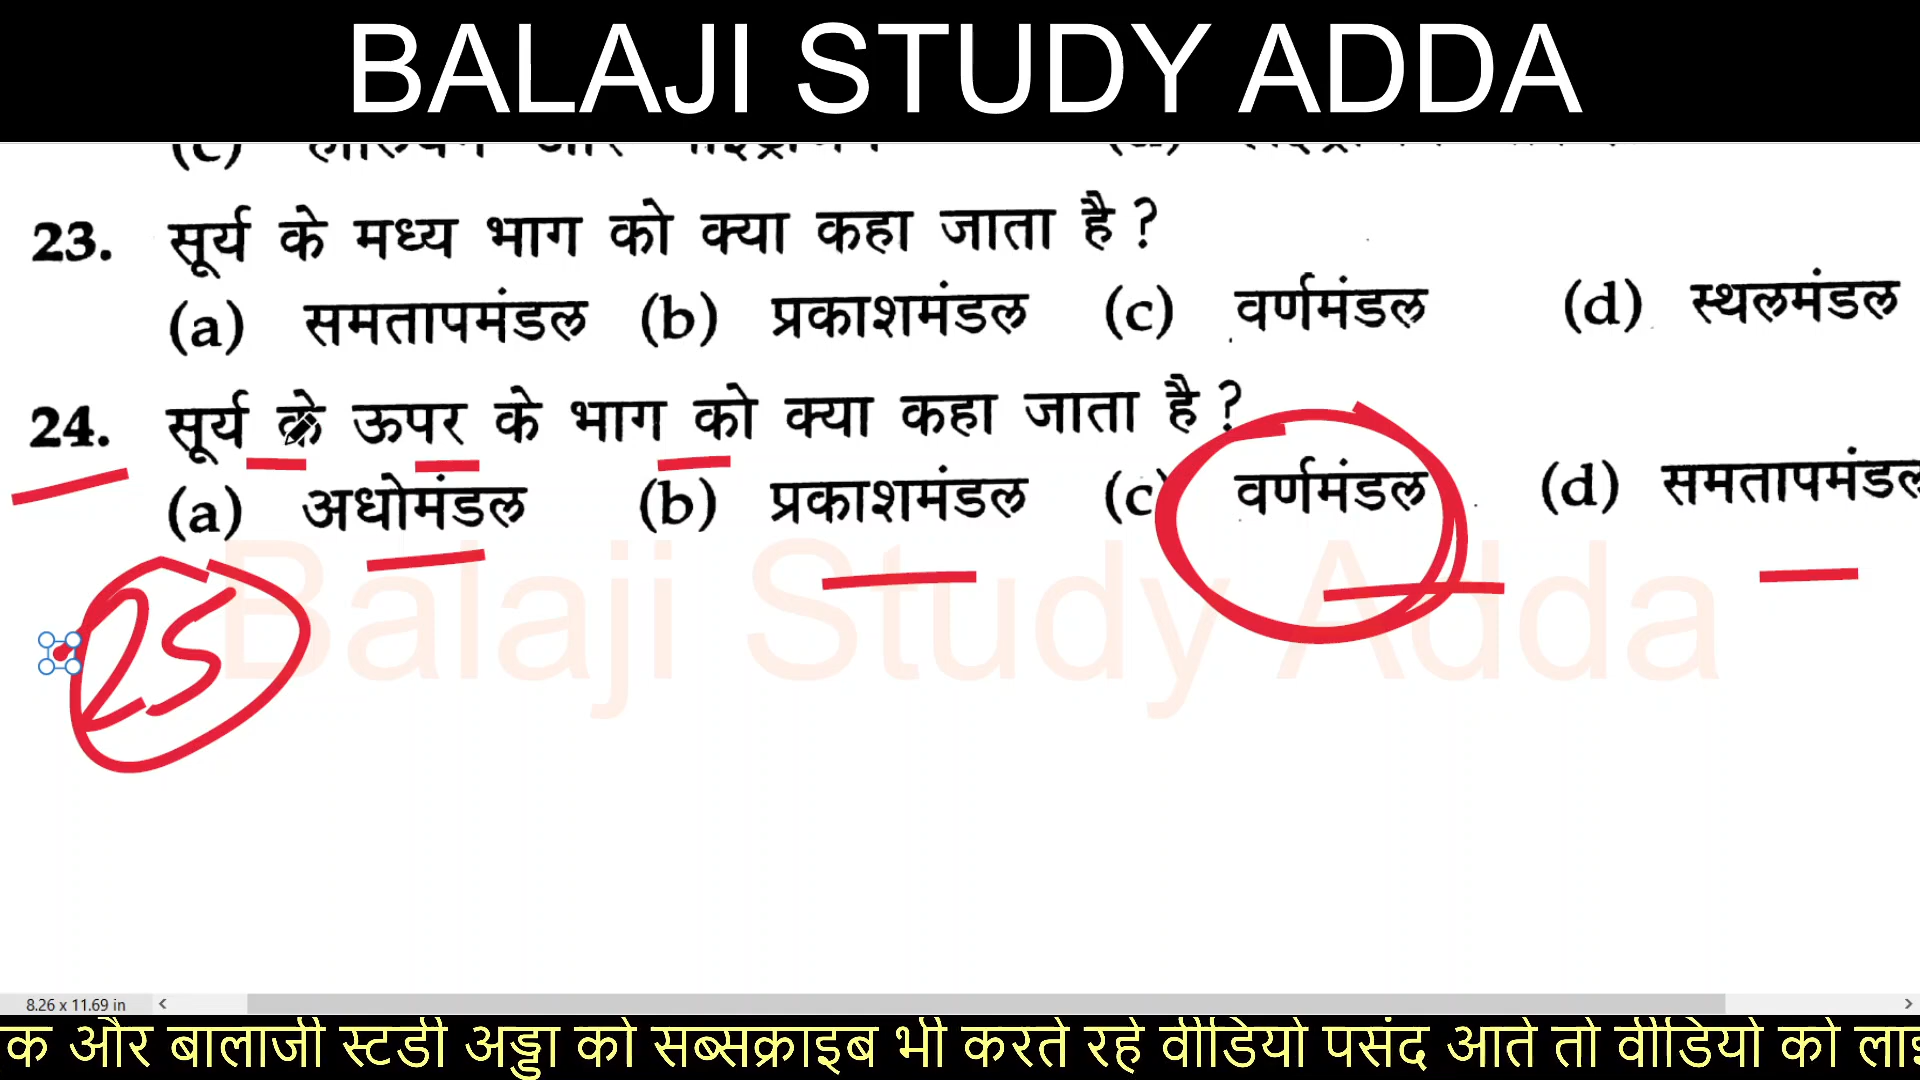 BALAJI STUDY ADDA
23. सूर्य के मध्य भाग को क्या कहा जाता है ?
(a) समतापमंडल (b) प्रकाशमंडल (c) वर्णमंडल (d) स्थलमंडल
24. सूर्य के ऊपर के भाग को क्या कहा जाता है ?
(a) अधोमंडल (b) प्रकाशमंडल (c) वर्णमंडल (d) समतापमंडल
Balaji Study Adda
25
8.26 x 11.69 in
क और बालाजी स्टडी अड्डा को सब्सक्राइब भी करते रहे वीडियो पसंद आते तो वीडियो को